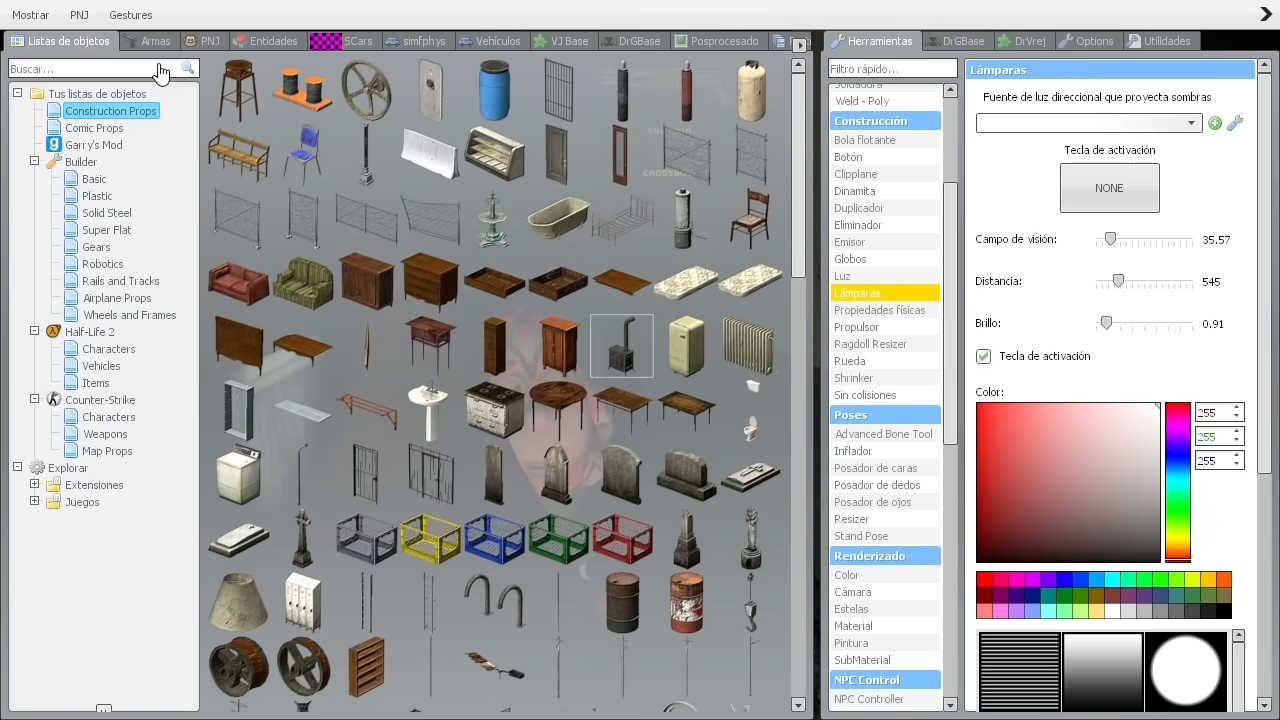 Mostrar PNJ Gestures
Listas de objetos Armas PNJ Entidades SCars simfphys Vehículos VJ Base DrGBase Posprocesado
Herramientas DrGBase DrVrej Options Utilidades
Buscar...
Tus listas de objetos
Construction Props
Comic Props
Garry's Mod
Builder
Basic
Plastic
Solid Steel
Super Flat
Gears
Robotics
Rails and Tracks
Airplane Props
Wheels and Frames
Half-Life 2
Characters
Vehicles
Items
Counter-Strike
Characters
Weapons
Map Props
Explorar
Extensiones
Juegos
CROSSBOW
Filtro rápido...
Soldadura
Weld - Poly
Construcción
Bola flotante
Botón
Clipplane
Dinamita
Duplicador
Eliminador
Emisor
Globos
Luz
Lámparas
Propiedades físicas
Propulsor
Ragdoll Resizer
Rueda
Shrinker
Sin colisiones
Poses
Advanced Bone Tool
Inflador
Posador de caras
Posador de dedos
Posador de ojos
Resizer
Stand Pose
Renderizado
Color
Cámara
Estelas
Material
Pintura
SubMaterial
NPC Control
NPC Controller
Lámparas
Fuente de luz direccional que proyecta sombras
Tecla de activación
NONE
Campo de visión: 35.57
Distancia: 545
Brillo: 0.91
Tecla de activación
Color:
255
255
255